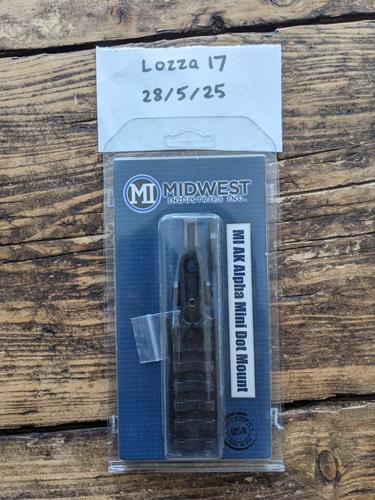 Lozza 17
28/5/25
MI
MIDWEST
INDUSTRIES INC.
MI AK Alpha Mini Dot Mount
USA